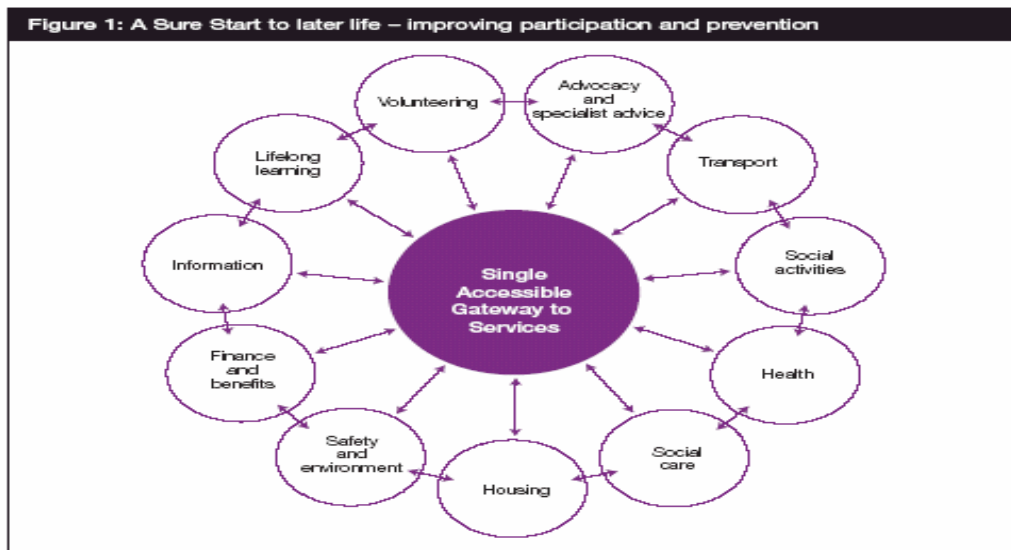 Figure 1: A Sure Start to later life – improving participation and prevention
Volunteering
Advocacy
and
specialist advice
Lifelong
learning
Transport
Information
Social
activities
Single
Accessible
Gateway to
Services
Finance
and
benefits
Health
Safety
and
environment
Social
care
Housing